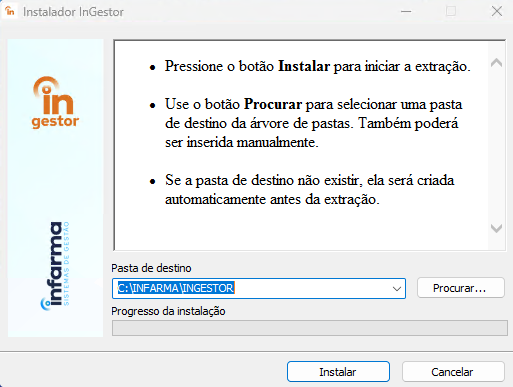 in Instalador InGestor
in
gestor
infarma
SISTEMAS DE GESTÃO
Pressione o botão Instalar para iniciar a extração.
Use o botão Procurar para selecionar uma pasta
de destino da árvore de pastas. Também poderá
ser inserida manualmente.
Se a pasta de destino não existir, ela será criada
automaticamente antes da extração.
Pasta de destino
C:\INFARMA\INGESTOR
Procurar...
Progresso da instalação
Instalar
Cancelar